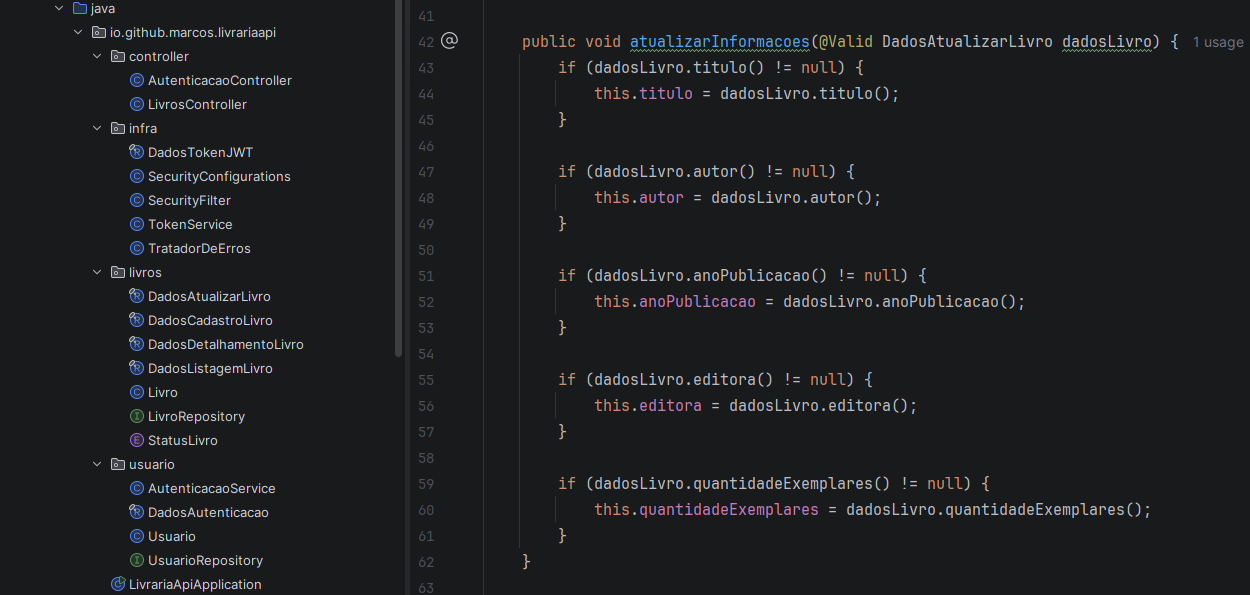 java
io.github.marcos.livrariaapi
controller
AutenticacaoController
LivrosController
infra
DadosTokenJWT
SecurityConfigurations
SecurityFilter
TokenService
TratadorDeErros
livros
DadosAtualizarLivro
DadosCadastroLivro
DadosDetalhamentoLivro
DadosListagemLivro
Livro
LivroRepository
StatusLivro
usuario
AutenticacaoService
DadosAutenticacao
Usuario
UsuarioRepository
LivrariaApiApplication
41
42 @ public void atualizarInformacoes(@Valid DadosAtualizarLivro dadosLivro) { 1 usage
43 if (dadosLivro.titulo() != null) {
44 this.titulo = dadosLivro.titulo();
45 }
46
47 if (dadosLivro.autor() != null) {
48 this.autor = dadosLivro.autor();
49 }
50
51 if (dadosLivro.anoPublicacao() != null) {
52 this.anoPublicacao = dadosLivro.anoPublicacao();
53 }
54
55 if (dadosLivro.editora() != null) {
56 this.editora = dadosLivro.editora();
57 }
58
59 if (dadosLivro.quantidadeExemplares() != null) {
60 this.quantidadeExemplares = dadosLivro.quantidadeExemplares();
61 }
62 }
63